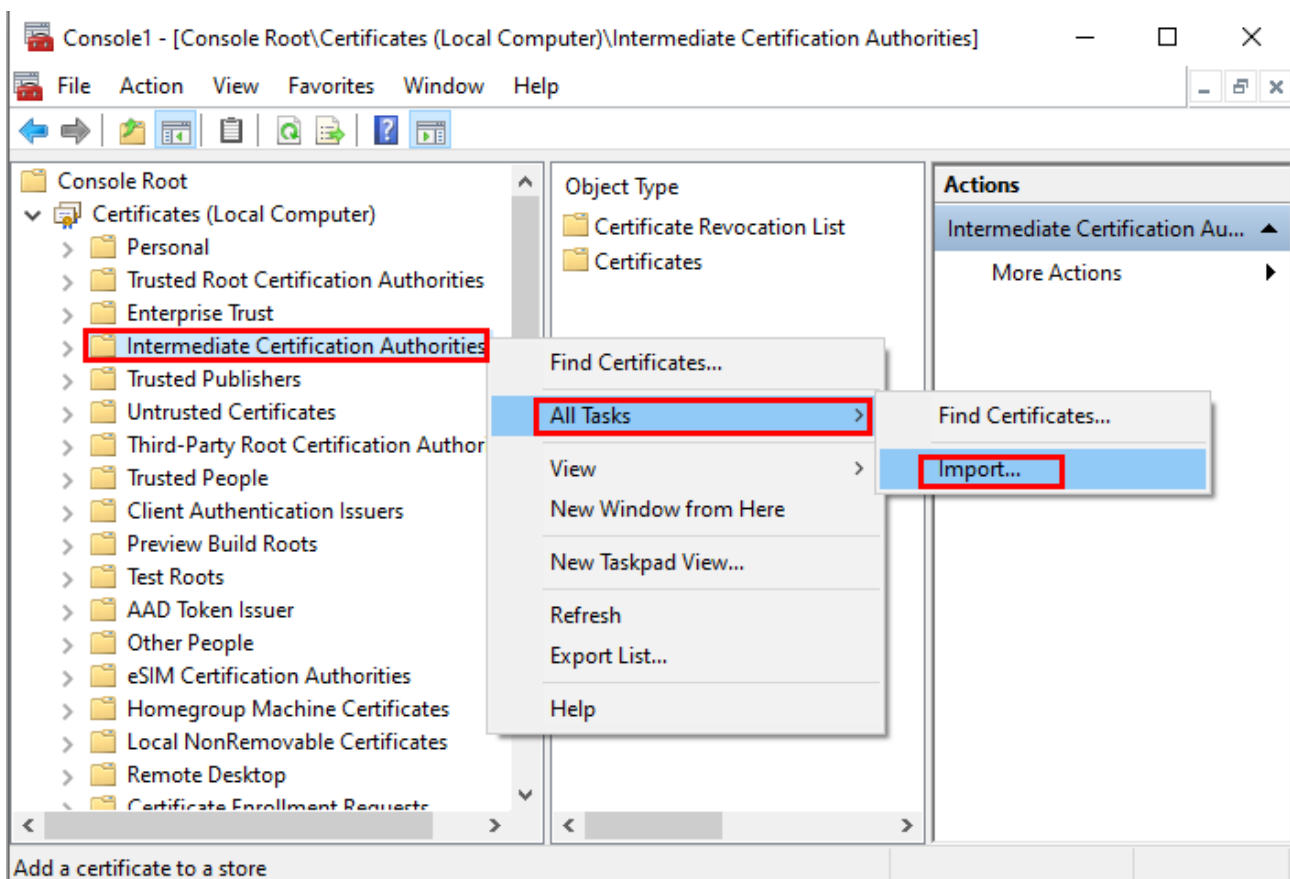 Console1 - [Console Root\Certificates (Local Computer)\Intermediate Certification Authorities]
File Action View Favorites Window Help
Console Root
Certificates (Local Computer)
Personal
Trusted Root Certification Authorities
Enterprise Trust
Intermediate Certification Authorities
Trusted Publishers
Untrusted Certificates
Third-Party Root Certification Author
Trusted People
Client Authentication Issuers
Preview Build Roots
Test Roots
AAD Token Issuer
Other People
eSIM Certification Authorities
Homegroup Machine Certificates
Local NonRemovable Certificates
Remote Desktop
Certificate Enrollment Requests
Object Type
Certificate Revocation List
Certificates
Actions
Intermediate Certification Au...
More Actions
Find Certificates...
All Tasks
View
New Window from Here
New Taskpad View...
Refresh
Export List...
Help
Find Certificates...
Import...
Add a certificate to a store